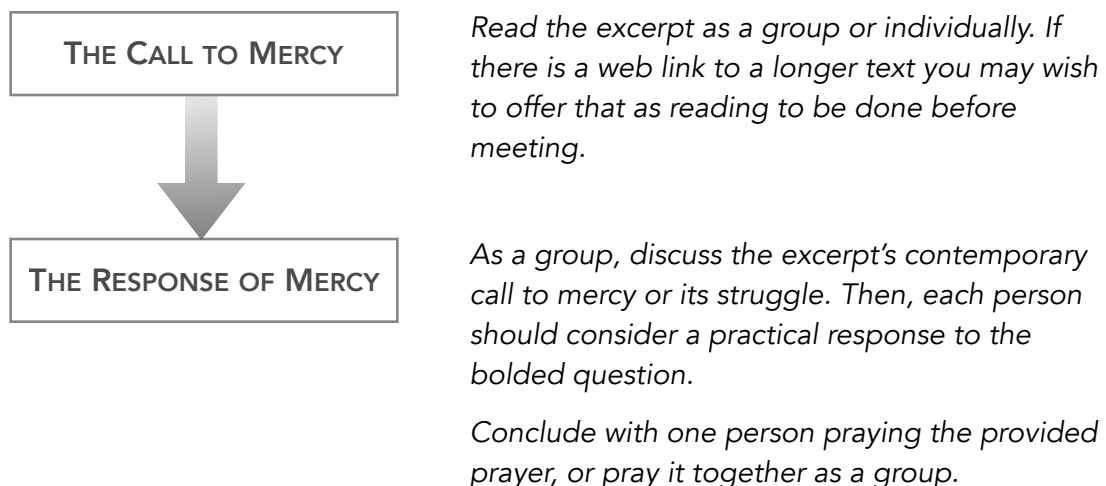 THE CALL TO MERCY
Read the excerpt as a group or individually. If
there is a web link to a longer text you may wish
to offer that as reading to be done before
meeting.
THE RESPONSE OF MERCY
As a group, discuss the excerpt’s contemporary
call to mercy or its struggle. Then, each person
should consider a practical response to the
bolded question.
Conclude with one person praying the provided
prayer, or pray it together as a group.